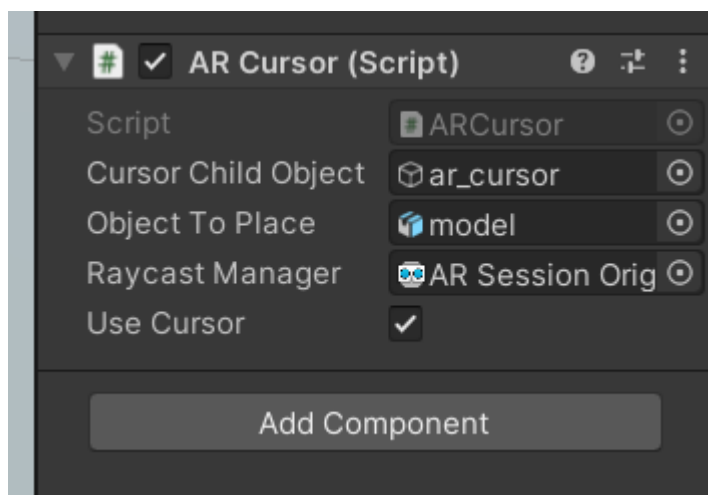 AR Cursor (Script)
Script ARCursor
Cursor Child Object ar_cursor
Object To Place model
Raycast Manager AR Session Orig
Use Cursor
Add Component